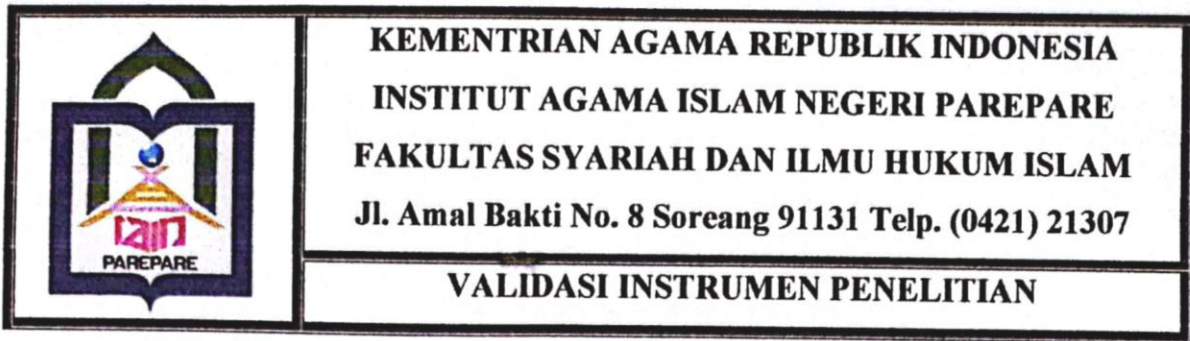 iain
PAREPARE
KEMENTRIAN AGAMA REPUBLIK INDONESIA
INSTITUT AGAMA ISLAM NEGERI PAREPARE
FAKULTAS SYARIAH DAN ILMU HUKUM ISLAM
Jl. Amal Bakti No. 8 Soreang 91131 Telp. (0421) 21307
VALIDASI INSTRUMEN PENELITIAN